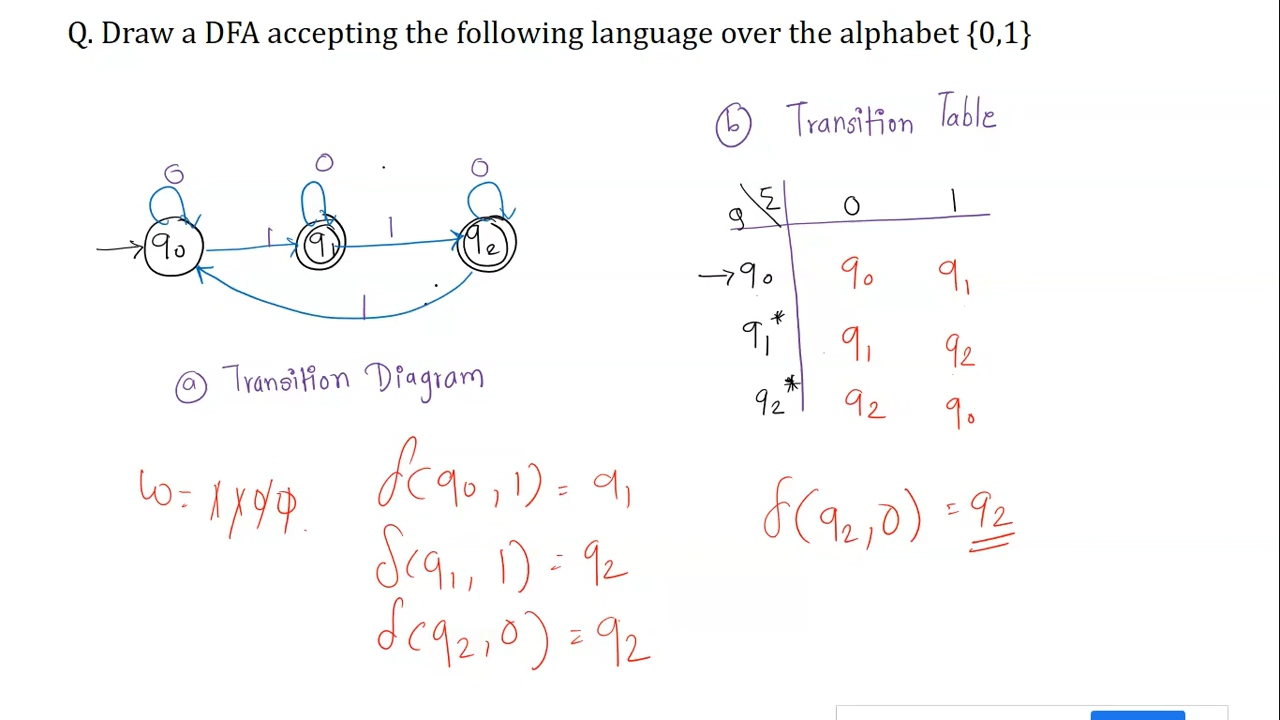 Q. Draw a DFA accepting the following language over the alphabet {0,1}
0 0 0
→ q0 1 q1 1 q2
1
(a) Transition Diagram
(b) Transition Table
q \ Σ 0 1
→ q0 q0 q1
q1* q1 q2
q2* q2 q0
w = 1100
δ(q0, 1) = q1
δ(q1, 1) = q2
δ(q2, 0) = q2
δ(q2, 0) = q2